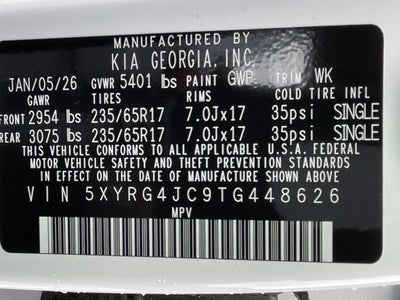 MANUFACTURED BY
KIA GEORGIA, INC.
JAN/05/26 GVWR 5401 lbs PAINT GWP TRIM WK
GAWR TIRES RIMS COLD TIRE INFL
FRONT 2954 lbs 235/65R17 7.0Jx17 35psi SINGLE
REAR 3075 lbs 235/65R17 7.0Jx17 35psi SINGLE
THIS VEHICLE CONFORMS TO ALL APPLICABLE U.S.A. FEDERAL
MOTOR VEHICLE SAFETY, BUMPER, AND THEFT PREVENTION STANDARDS
IN EFFECT ON THE DATE OF MANUFACTURE SHOWN ABOVE.
VIN 5XYRG4JC9TG448626
MPV